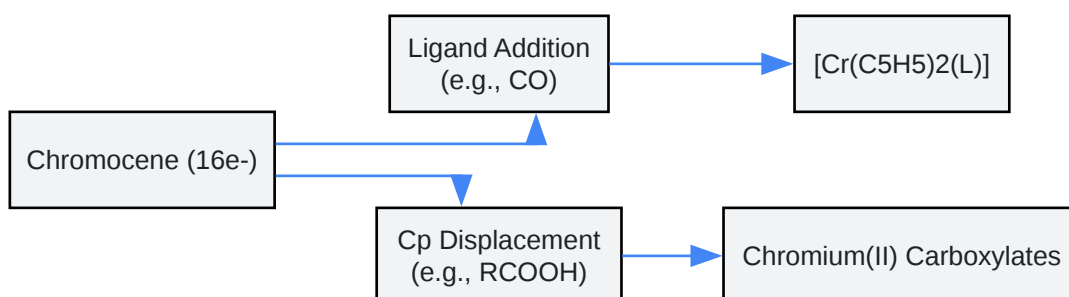 Ligand Addition
(e.g., CO)
[Cr(C5H5)2(L)]
Chromocene (16e-)
Cp Displacement
(e.g., RCOOH)
Chromium(II) Carboxylates